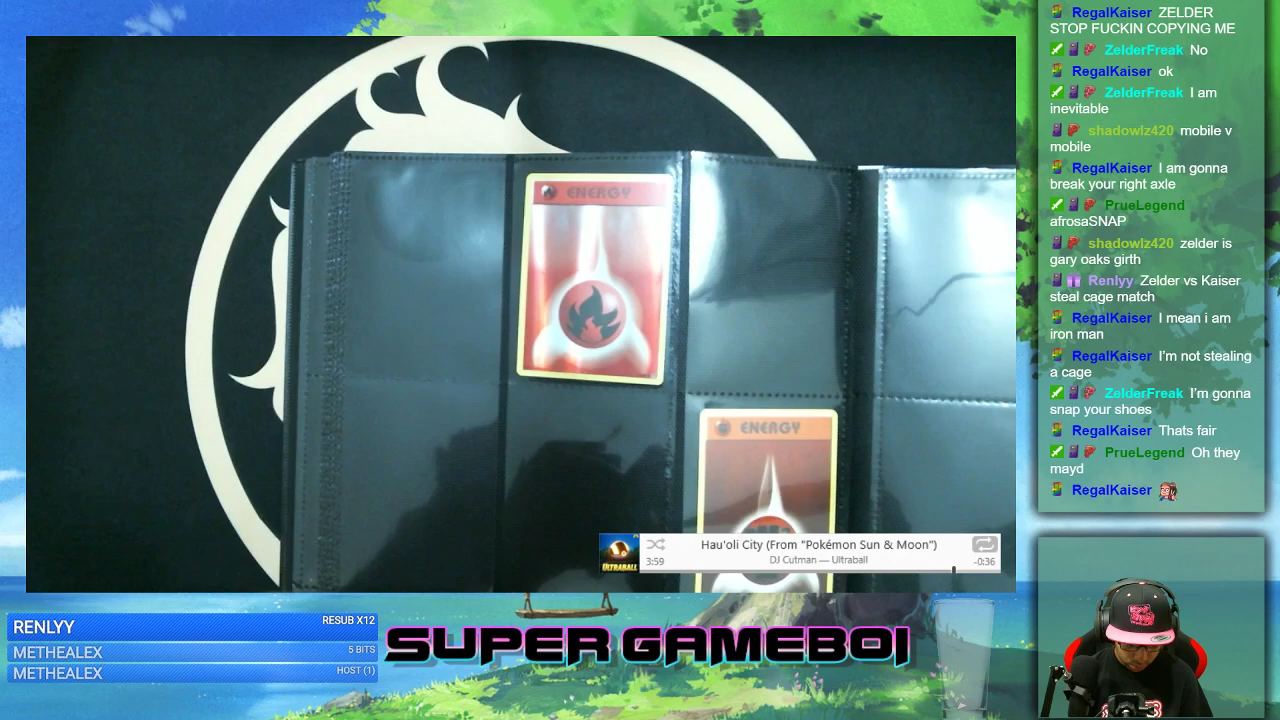 RegalKaiser ZELDER
STOP FUCKIN COPYING ME
ZelderFreak No
RegalKaiser ok
ZelderFreak I am
inevitable
shadowlz420 mobile v
mobile
RegalKaiser I am gonna
break your right axle
PrueLegend
afrosaSNAP
shadowlz420 zelder is
gary oaks girth
Renlyy Zelder vs Kaiser
steal cage match
RegalKaiser I mean i am
iron man
RegalKaiser I'm not stealing
a cage
ZelderFreak I'm gonna
snap your shoes
RegalKaiser Thats fair
PrueLegend Oh they
mayd
RegalKaiser
ENERGY
ENERGY
ULTRABALL
Hau'oli City (From "Pokémon Sun & Moon")
3:59
DJ Cutman — Ultraball
-0:36
RENLYY
RESUB X12
METHEALEX
5 BITS
METHEALEX
HOST (1)
SUPER GAMEBOI